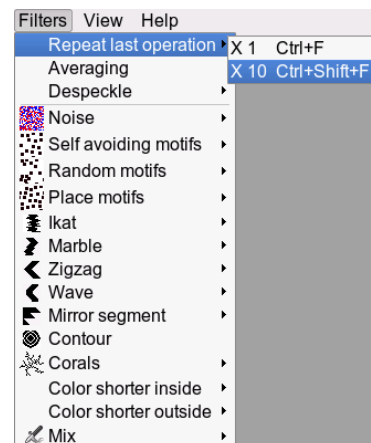 Filters View Help
Repeat last operation X 1 Ctrl+F
Averaging X 10 Ctrl+Shift+F
Despeckle
Noise
Self avoiding motifs
Random motifs
Place motifs
Ikat
Marble
Zigzag
Wave
Mirror segment
Contour
Corals
Color shorter inside
Color shorter outside
Mix